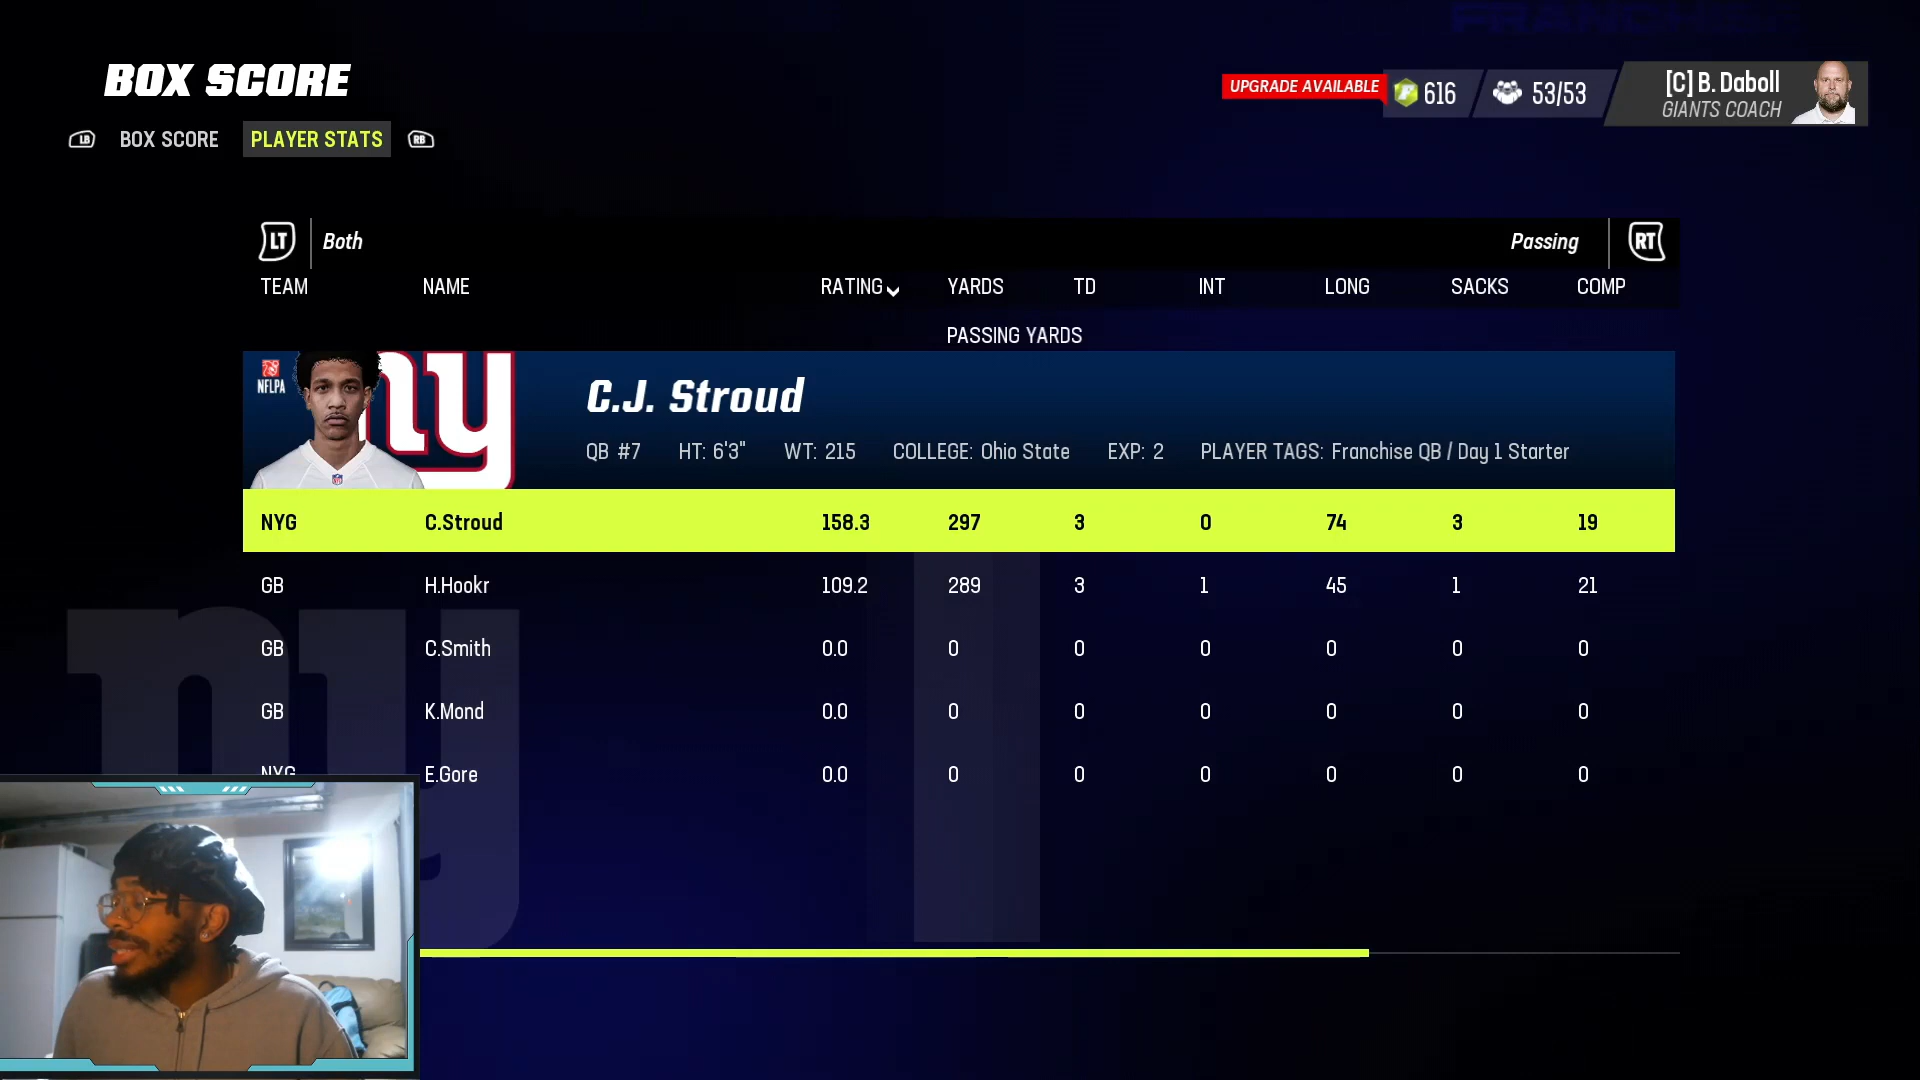 FRANCHISE
BOX SCORE
UPGRADE AVAILABLE
616
53/53
[C] B. Daboll
GIANTS COACH
LB BOX SCORE PLAYER STATS RB
LT Both Passing RT
TEAM NAME RATING YARDS TD INT LONG SACKS COMP
PASSING YARDS
NFLPA
ny
C.J. Stroud
QB #7 HT: 6'3" WT: 215 COLLEGE: Ohio State EXP: 2 PLAYER TAGS: Franchise QB / Day 1 Starter
NYG C.Stroud 158.3 297 3 0 74 3 19
GB H.Hookr 109.2 289 3 1 45 1 21
GB C.Smith 0.0 0 0 0 0 0 0
GB K.Mond 0.0 0 0 0 0 0 0
NYG E.Gore 0.0 0 0 0 0 0 0
ny